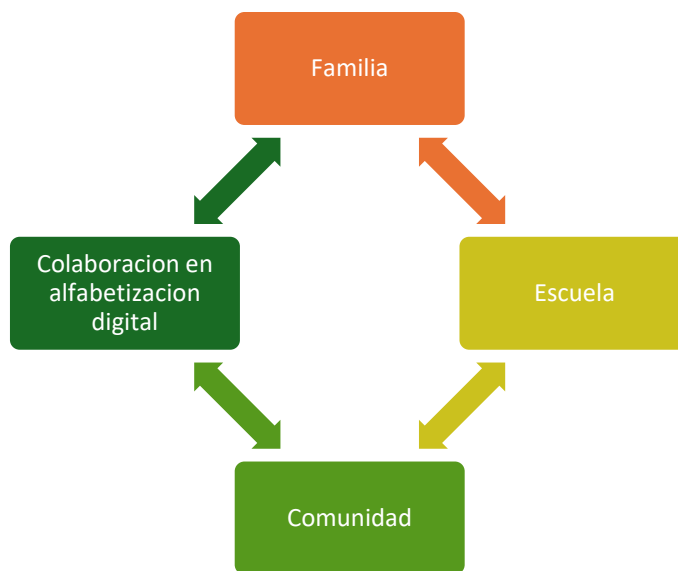 Familia
Colaboracion en
alfabetizacion
digital
Escuela
Comunidad